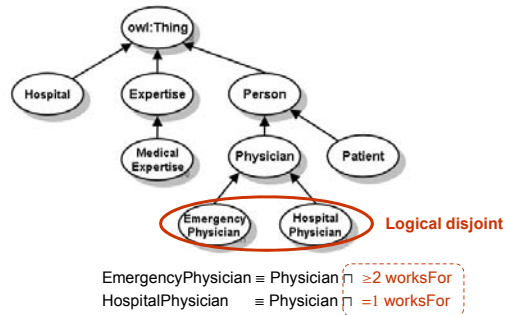 owl:Thing
Hospital
Expertise
Person
Medical
Expertise
Physician
Patient
Emergency
Physician
Hospital
Physician
Logical disjoint
EmergencyPhysician ≡ Physician ⊓ ≥2 worksFor
HospitalPhysician ≡ Physician ⊓ =1 worksFor